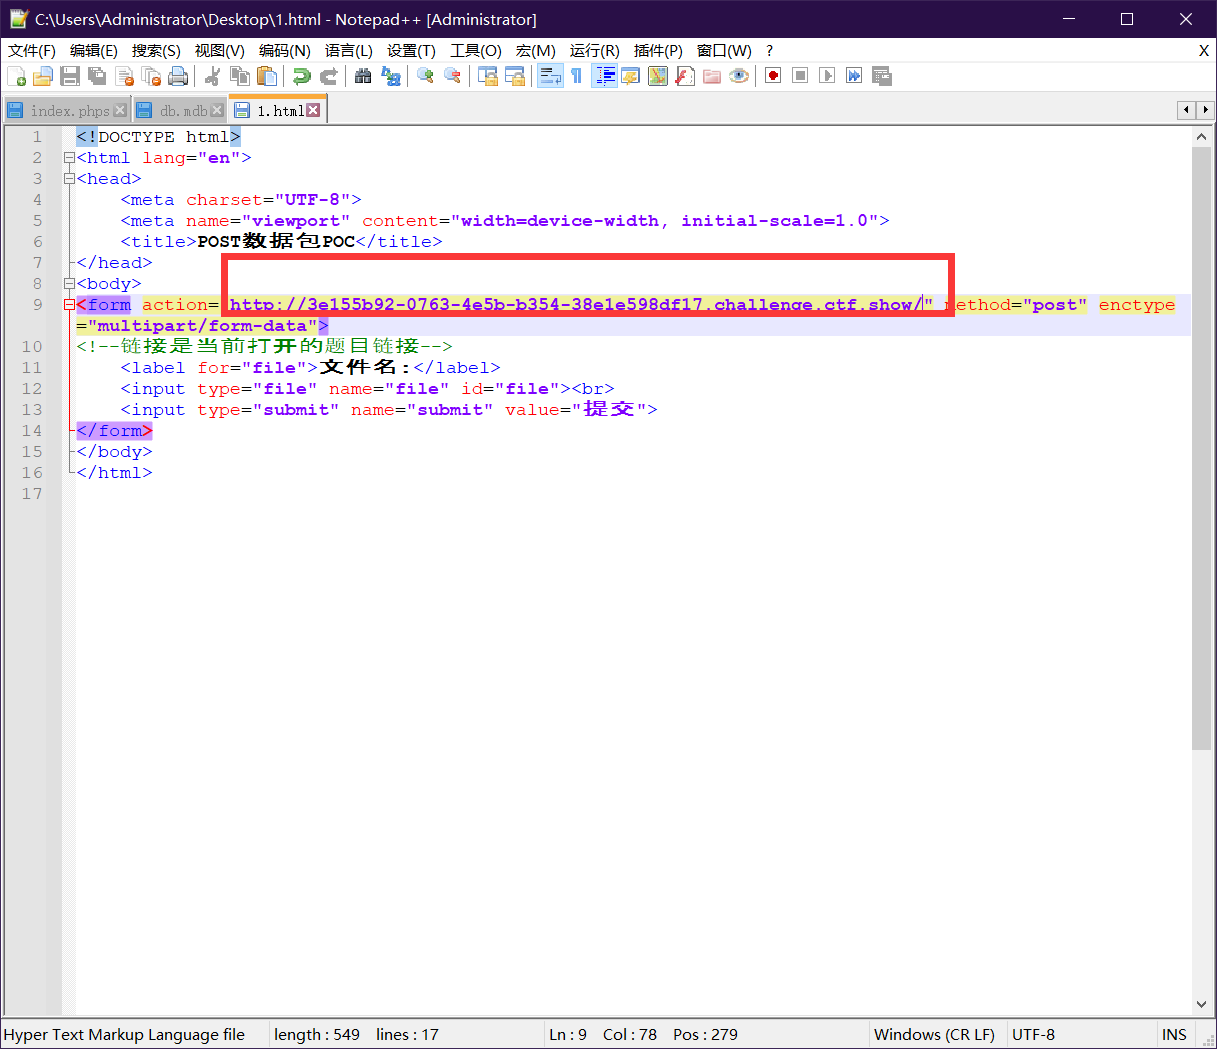 C:\Users\Administrator\Desktop\1.html - Notepad++ [Administrator]
文件(F) 编辑(E) 搜索(S) 视图(V) 编码(N) 语言(L) 设置(T) 工具(O) 宏(M) 运行(R) 插件(P) 窗口(W) ? X
index.phps db.mdb 1.html
1 <!DOCTYPE html>
2 <html lang="en">
3 <head>
4 <meta charset="UTF-8">
5 <meta name="viewport" content="width=device-width, initial-scale=1.0">
6 <title>POST数据包POC</title>
7 </head>
8 <body>
9 <form action="http://3e155b92-0763-4e5b-b354-38e1e598df17.challenge.ctf.show/" method="post" enctype
="multipart/form-data">
10 <!--链接是当前打开的题目链接-->
11 <label for="file">文件名:</label>
12 <input type="file" name="file" id="file"><br>
13 <input type="submit" name="submit" value="提交">
14 </form>
15 </body>
16 </html>
17
Hyper Text Markup Language file length : 549 lines : 17 Ln : 9 Col : 78 Pos : 279 Windows (CR LF) UTF-8 INS